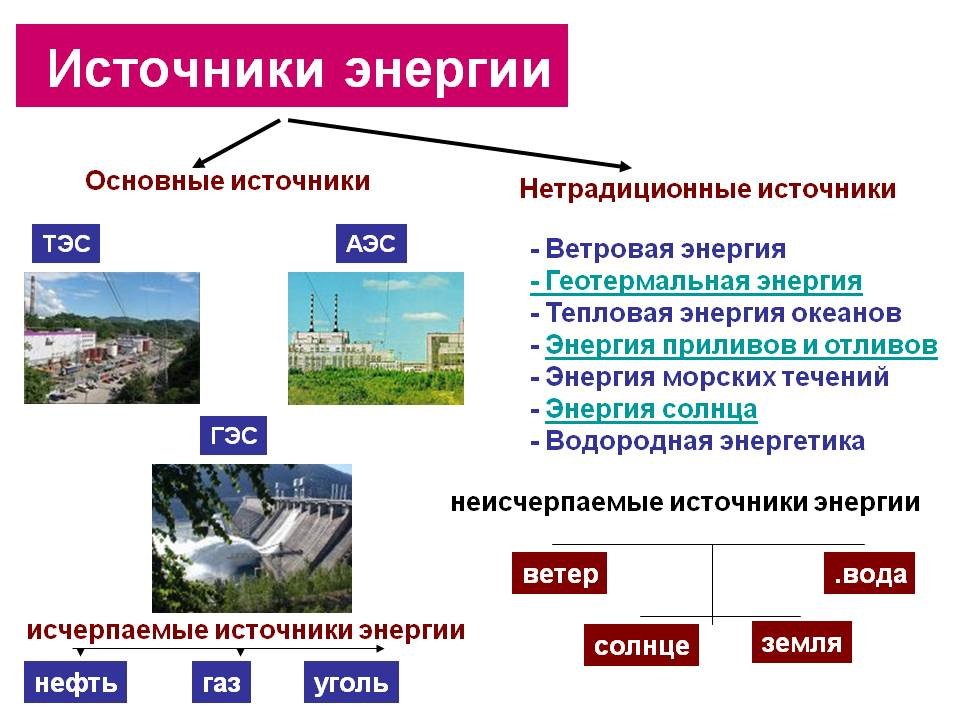 Источники энергии
Основные источники
ТЭС
АЭС
ГЭС
исчерпаемые источники энергии
нефть
газ
уголь
Нетрадиционные источники
- Ветровая энергия
- Геотермальная энергия
- Тепловая энергия океанов
- Энергия приливов и отливов
- Энергия морских течений
- Энергия солнца
- Водородная энергетика
неисчерпаемые источники энергии
ветер
.вода
солнце
земля